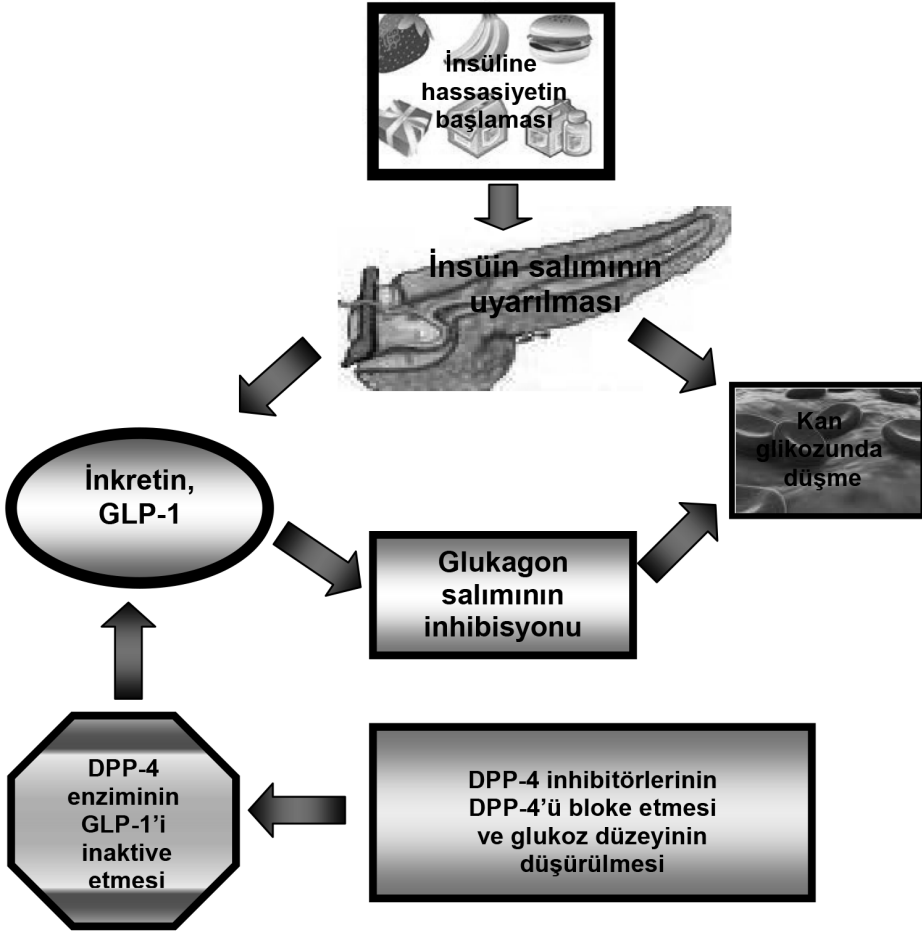 İnsüline
hassasiyetin
başlaması
İnsüin salımının
uyarılması
Kan
glikozunda
düşme
İnkretin,
GLP-1
Glukagon
salımının
inhibisyonu
DPP-4
enziminin
GLP-1’i
inaktive
etmesi
DPP-4 inhibitörlerinin
DPP-4’ü bloke etmesi
ve glukoz düzeyinin
düşürülmesi